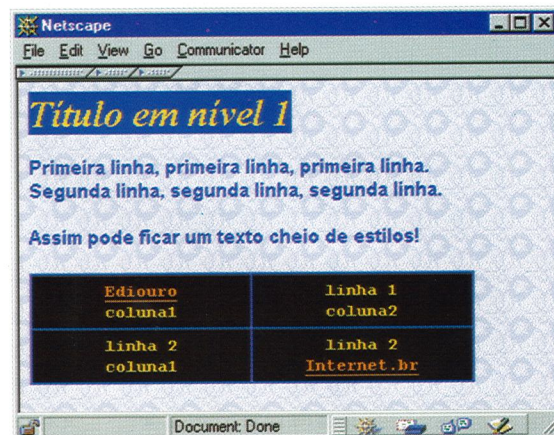 Netscape
File Edit View Go Communicator Help
Título em nível 1
Primeira linha, primeira linha, primeira linha.
Segunda linha, segunda linha, segunda linha.
Assim pode ficar um texto cheio de estilos!
Ediouro
coluna1
linha 1
coluna2
linha 2
coluna1
linha 2
Internet.br
Document: Done